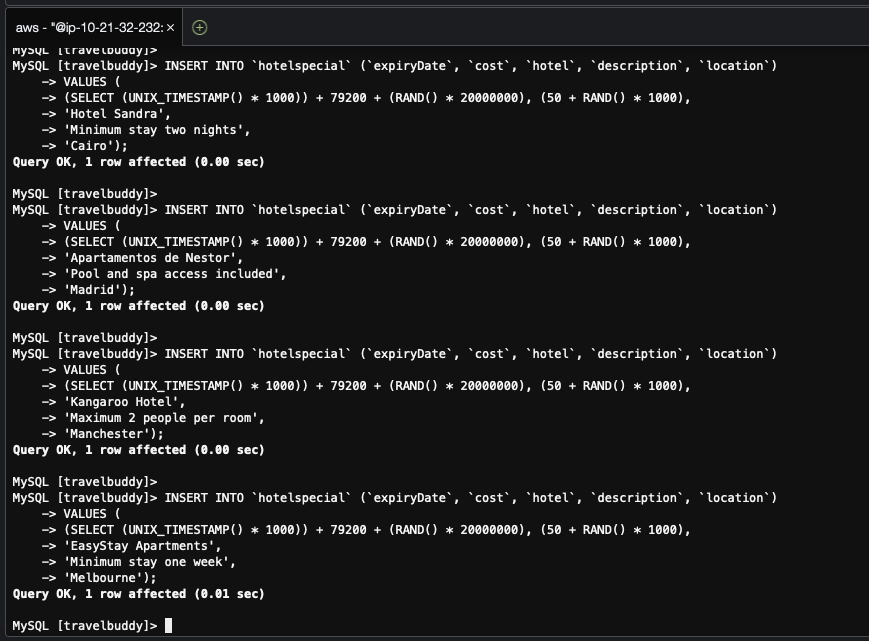 aws - "@ip-10-21-32-232: ×
MySQL [travelbuddy]>
MySQL [travelbuddy]> INSERT INTO `hotelspecial` (`expiryDate`, `cost`, `hotel`, `description`, `location`)
    -> VALUES (
    -> (SELECT (UNIX_TIMESTAMP() * 1000)) + 79200 + (RAND() * 20000000), (50 + RAND() * 1000),
    -> 'Hotel Sandra',
    -> 'Minimum stay two nights',
    -> 'Cairo');
Query OK, 1 row affected (0.00 sec)

MySQL [travelbuddy]>
MySQL [travelbuddy]> INSERT INTO `hotelspecial` (`expiryDate`, `cost`, `hotel`, `description`, `location`)
    -> VALUES (
    -> (SELECT (UNIX_TIMESTAMP() * 1000)) + 79200 + (RAND() * 20000000), (50 + RAND() * 1000),
    -> 'Apartamentos de Nestor',
    -> 'Pool and spa access included',
    -> 'Madrid');
Query OK, 1 row affected (0.00 sec)

MySQL [travelbuddy]>
MySQL [travelbuddy]> INSERT INTO `hotelspecial` (`expiryDate`, `cost`, `hotel`, `description`, `location`)
    -> VALUES (
    -> (SELECT (UNIX_TIMESTAMP() * 1000)) + 79200 + (RAND() * 20000000), (50 + RAND() * 1000),
    -> 'Kangaroo Hotel',
    -> 'Maximum 2 people per room',
    -> 'Manchester');
Query OK, 1 row affected (0.00 sec)

MySQL [travelbuddy]>
MySQL [travelbuddy]> INSERT INTO `hotelspecial` (`expiryDate`, `cost`, `hotel`, `description`, `location`)
    -> VALUES (
    -> (SELECT (UNIX_TIMESTAMP() * 1000)) + 79200 + (RAND() * 20000000), (50 + RAND() * 1000),
    -> 'EasyStay Apartments',
    -> 'Minimum stay one week',
    -> 'Melbourne');
Query OK, 1 row affected (0.01 sec)

MySQL [travelbuddy]>